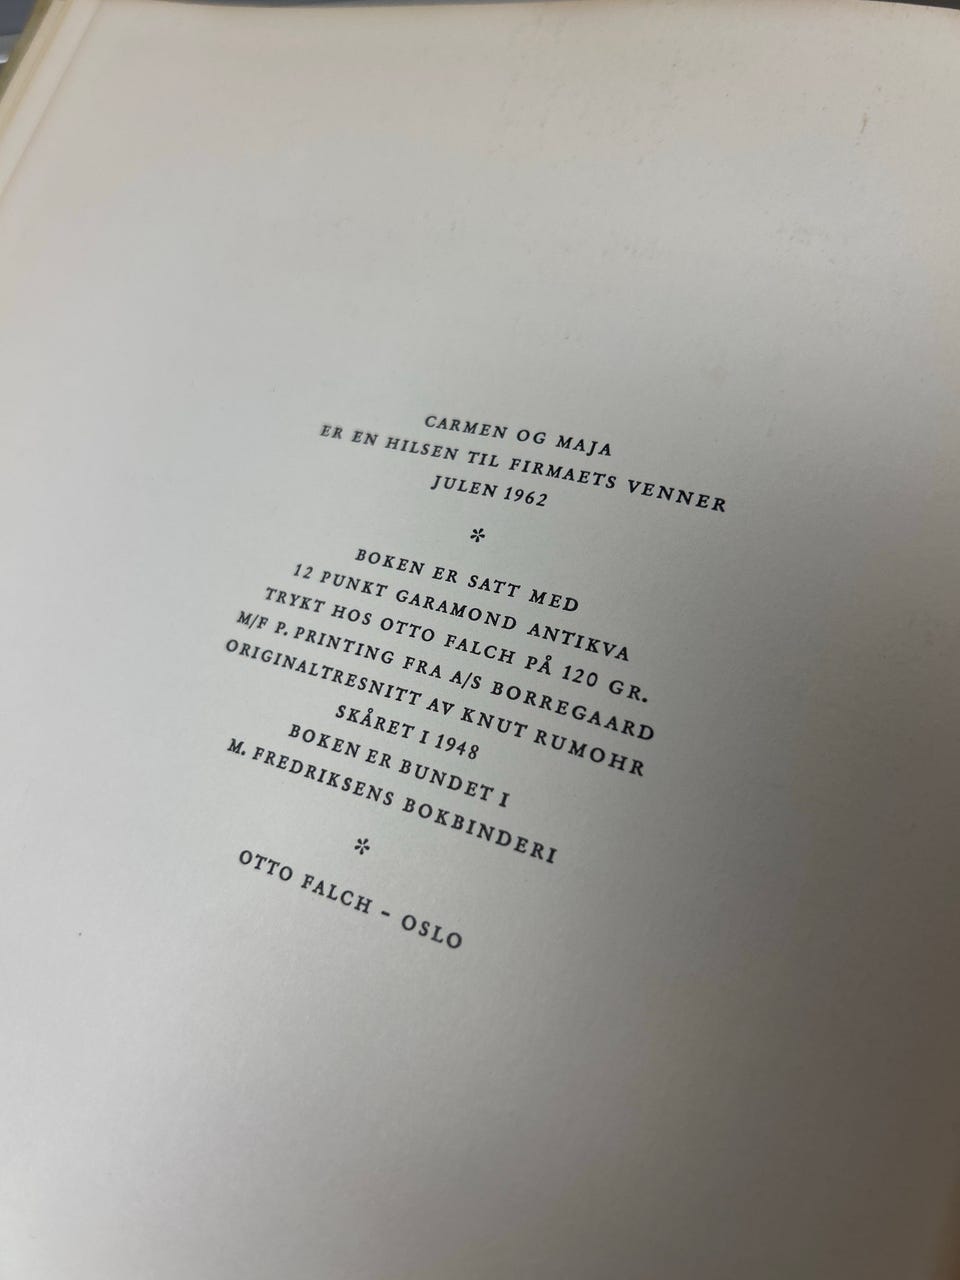 CARMEN OG MAJA
ER EN HILSEN TIL FIRMAETS VENNER
JULEN 1962
*
BOKEN ER SATT MED
12 PUNKT GARAMOND ANTIKVA
TRYKT HOS OTTO FALCH PÅ 120 GR.
M/F P. PRINTING FRA A/S BORREGAARD
ORIGINALTRESNITT AV KNUT RUMOHR
SKÅRET I 1948
BOKEN ER BUNDET I
M. FREDRIKSENS BOKBINDERI
*
OTTO FALCH - OSLO